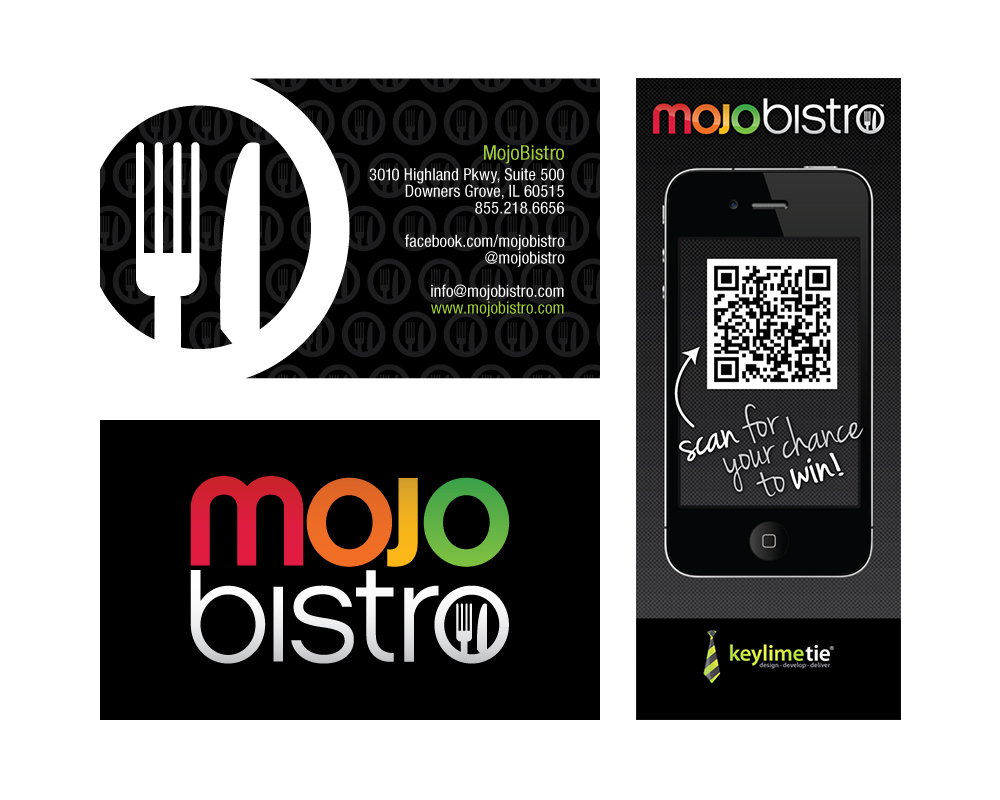 MojoBistro
3010 Highland Pkwy, Suite 500
Downers Grove, IL 60515
855.218.6656
facebook.com/mojobistro
@mojobistro
info@mojobistro.com
www.mojobistro.com
mojo
bistro
mojobistro™
scan for
your chance
to win!
keylimetie®
design · develop · deliver